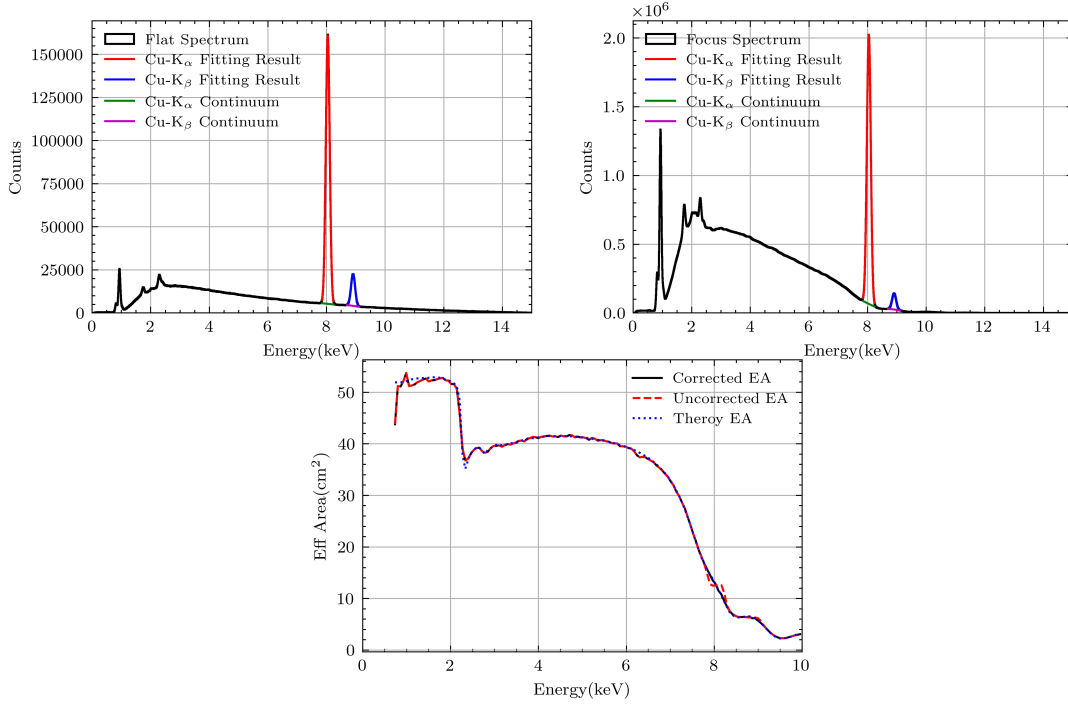 Flat Spectrum
Cu-Kα Fitting Result
Cu-Kβ Fitting Result
Cu-Kα Continuum
Cu-Kβ Continuum
150000
125000
100000
75000
50000
25000
0
Counts
0 2 4 6 8 10 12 14
Energy(keV)
×10⁶
Focus Spectrum
Cu-Kα Fitting Result
Cu-Kβ Fitting Result
Cu-Kα Continuum
Cu-Kβ Continuum
2.0
1.5
1.0
0.5
0.0
Counts
0 2 4 6 8 10 12 14
Energy(keV)
Corrected EA
Uncorrected EA
Theroy EA
50
40
30
20
10
0
Eff Area(cm²)
0 2 4 6 8 10
Energy(keV)